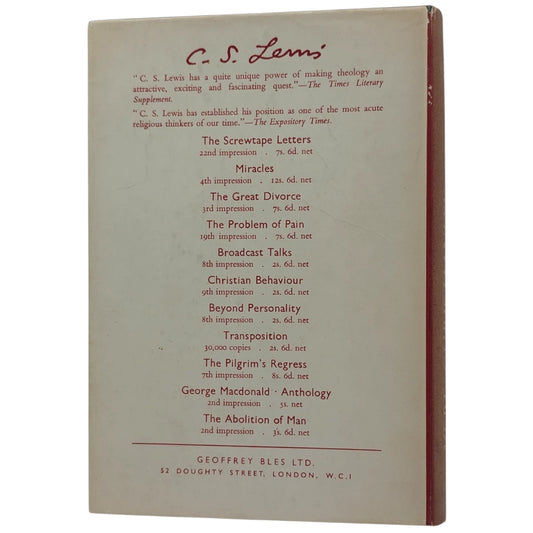 C. S. Lewis
" C. S. Lewis has a quite unique power of making theology an
attractive, exciting and fascinating quest."—The Times Literary
Supplement.
" C. S. Lewis has established his position as one of the most acute
religious thinkers of our time."—The Expository Times.
The Screwtape Letters
22nd impression . 7s. 6d. net
Miracles
4th impression . 12s. 6d. net
The Great Divorce
3rd impression . 7s. 6d. net
The Problem of Pain
19th impression . 7s. 6d. net
Broadcast Talks
8th impression . 2s. 6d. net
Christian Behaviour
9th impression . 2s. 6d. net
Beyond Personality
8th impression . 2s. 6d. net
Transposition
30,000 copies . 2s. 6d. net
The Pilgrim's Regress
7th impression . 8s. 6d. net
George Macdonald · Anthology
2nd impression . 5s. net
The Abolition of Man
2nd impression . 3s. 6d. net
GEOFFREY BLES LTD.
52 DOUGHTY STREET, LONDON, W.C.1